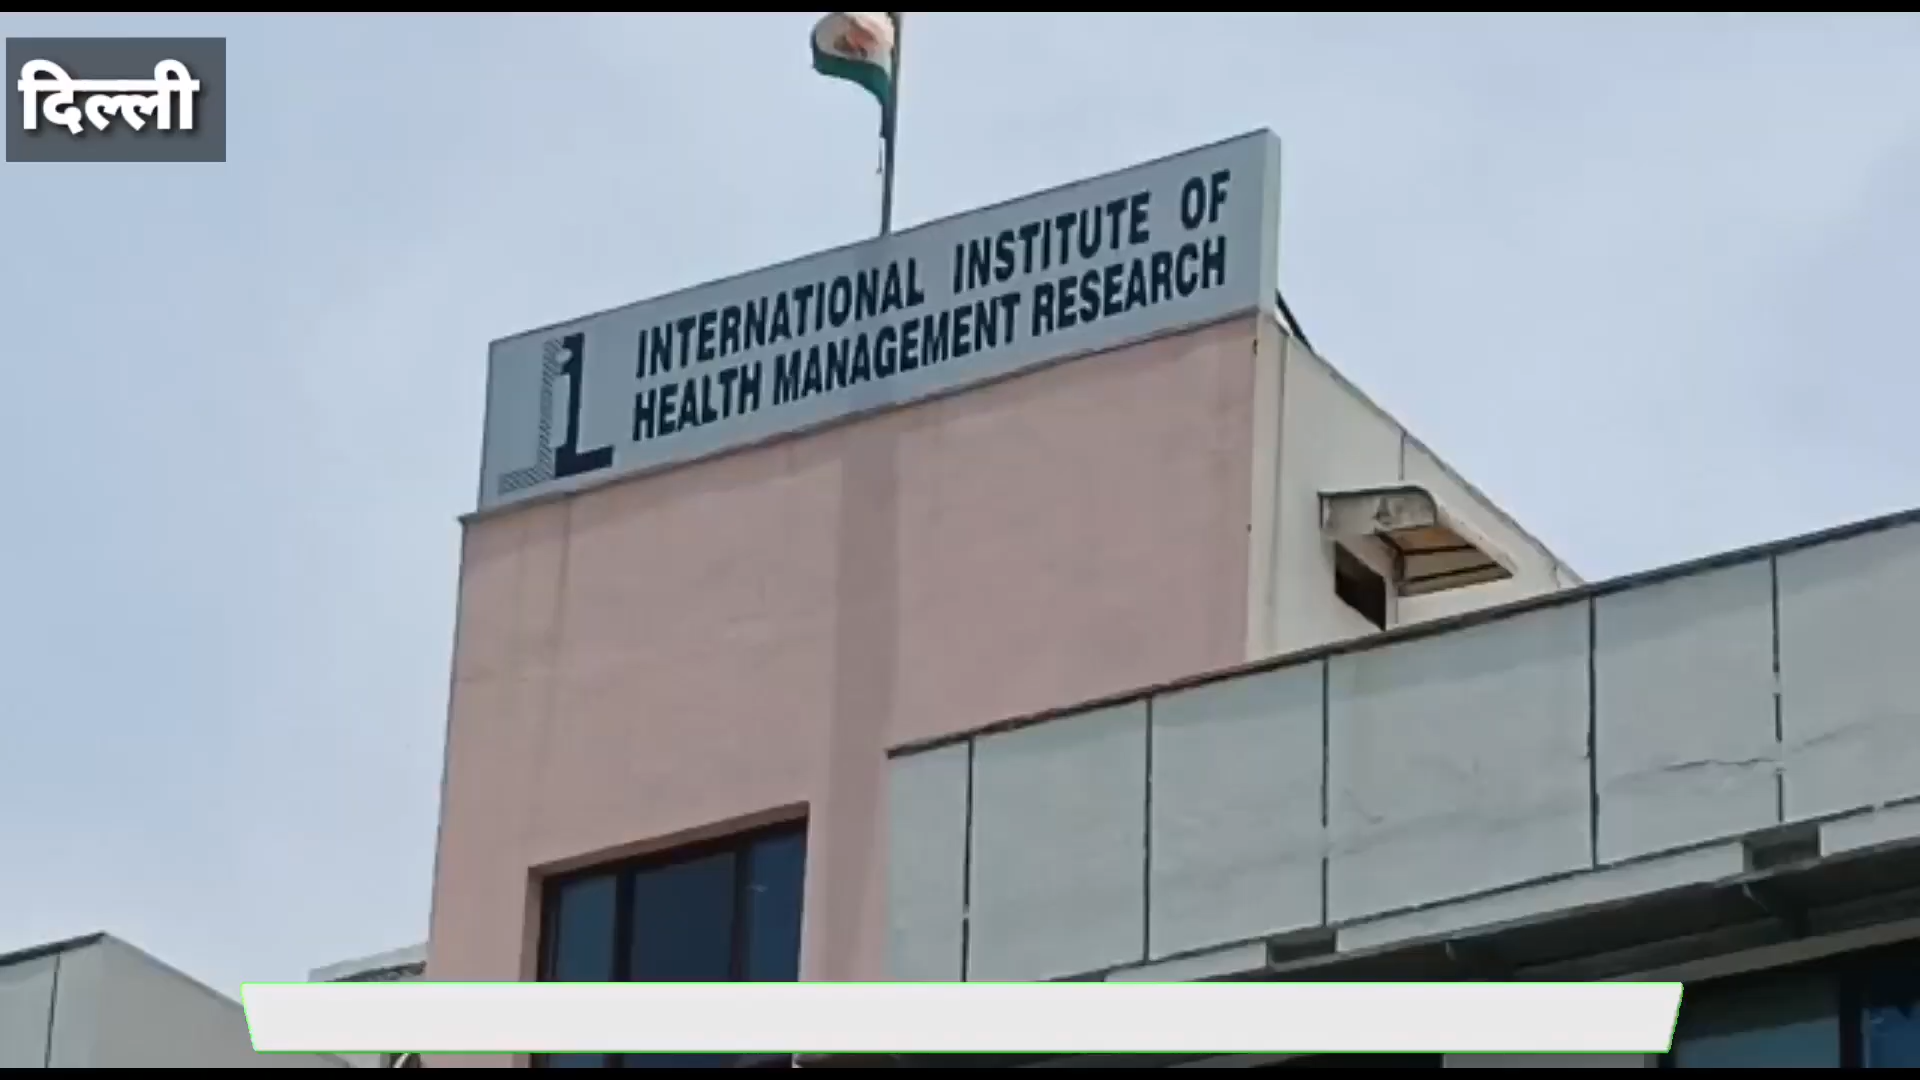 दिल्ली
INTERNATIONAL INSTITUTE OF
HEALTH MANAGEMENT RESEARCH